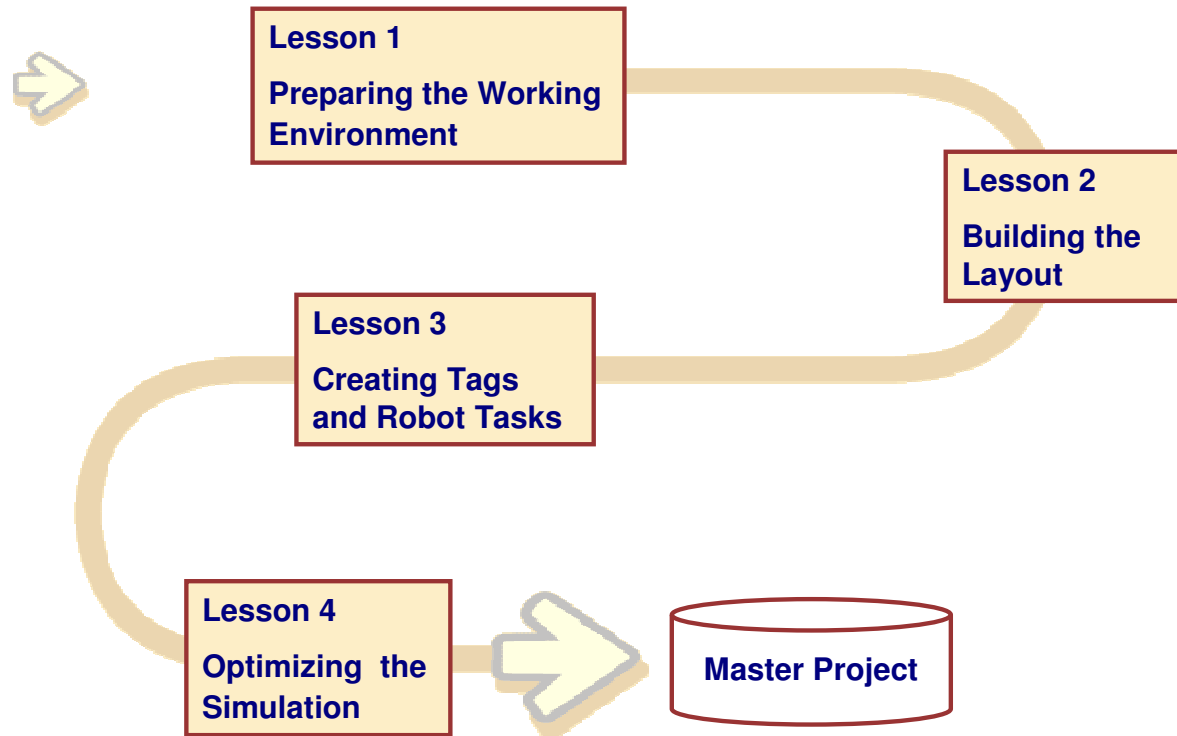 Lesson 1
Preparing the Working
Environment
Lesson 2
Building the
Layout
Lesson 3
Creating Tags
and Robot Tasks
Lesson 4
Optimizing the
Simulation
Master Project